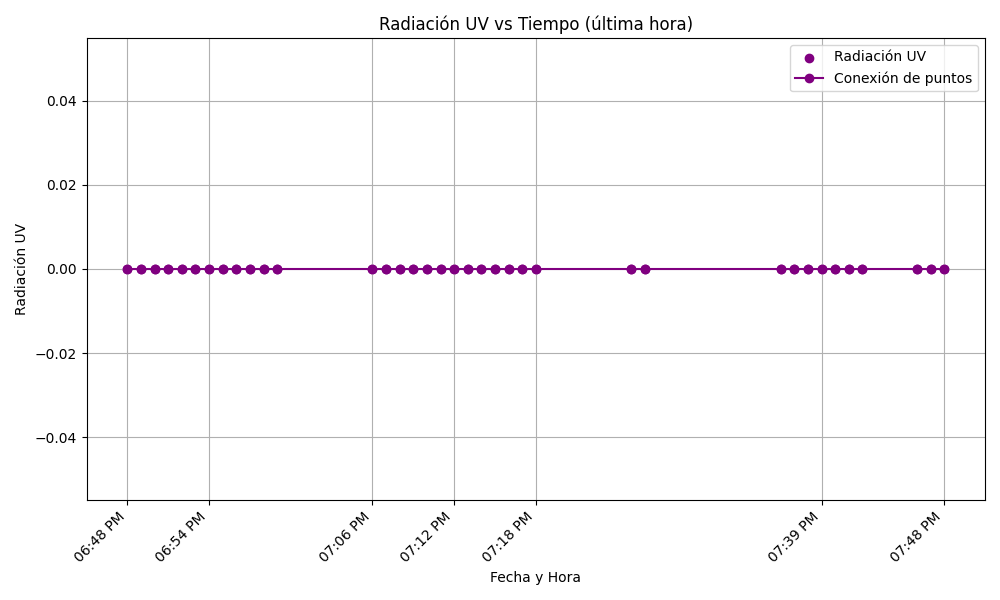 Radiación UV vs Tiempo (última hora)
Radiación UV
Conexión de puntos
0.04
0.02
0.00
−0.02
−0.04
Radiación UV
06:48 PM
06:54 PM
07:06 PM
07:12 PM
07:18 PM
07:39 PM
07:48 PM
Fecha y Hora